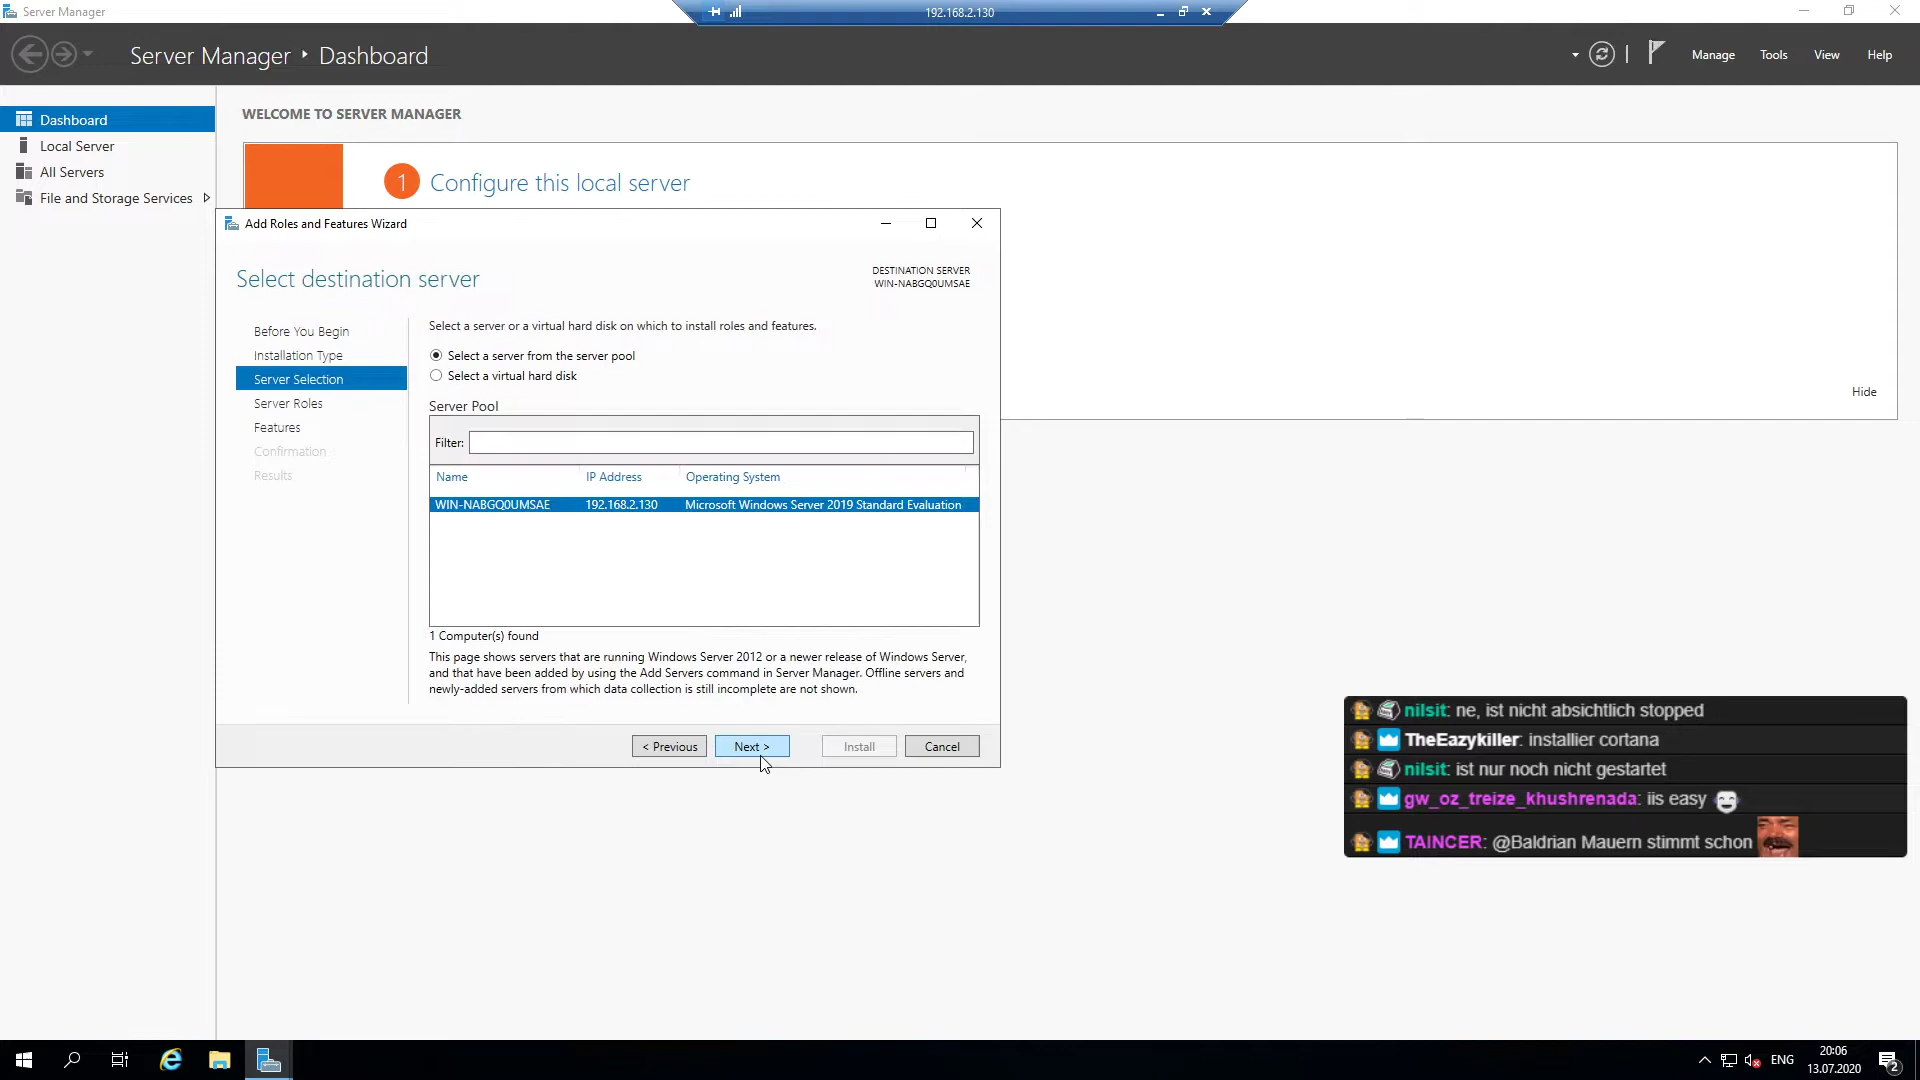 Server Manager
192.168.2.130
Server Manager
Dashboard
Manage
Tools
View
Help
Dashboard
Local Server
All Servers
File and Storage Services
WELCOME TO SERVER MANAGER
1
Configure this local server
Hide
Add Roles and Features Wizard
Select destination server
DESTINATION SERVER
WIN-NABGQ0UMSAE
Before You Begin
Installation Type
Server Selection
Server Roles
Features
Confirmation
Results
Select a server or a virtual hard disk on which to install roles and features.
Select a server from the server pool
Select a virtual hard disk
Server Pool
Filter:
Name IP Address Operating System
WIN-NABGQ0UMSAE 192.168.2.130 Microsoft Windows Server 2019 Standard Evaluation
1 Computer(s) found
This page shows servers that are running Windows Server 2012 or a newer release of Windows Server,
and that have been added by using the Add Servers command in Server Manager. Offline servers and
newly-added servers from which data collection is still incomplete are not shown.
< Previous
Next >
Install
Cancel
nilsit: ne, ist nicht absichtlich stopped
TheEazykiller: installier cortana
nilsit: ist nur noch nicht gestartet
gw_oz_treize_khushrenada: iis easy
TAINCER: @Baldrian Mauern stimmt schon
ENG
20:06
13.07.2020
2